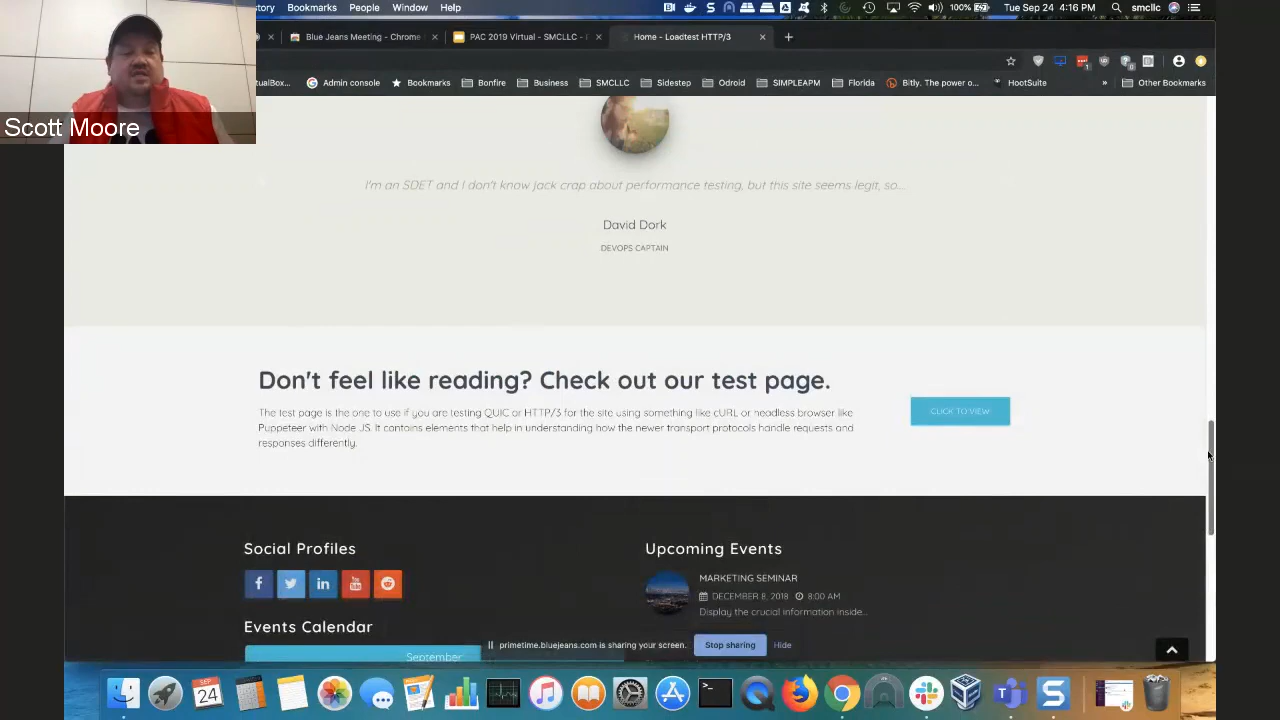 story Bookmarks People Window Help
100% Tue Sep 24 4:16 PM smcllc
Blue Jeans Meeting - Chrome
PAC 2019 Virtual - SMCLLC -
Home - Loadtest HTTP/3
tualBox...
Admin console
Bookmarks
Bonfire
Business
SMCLLC
Sidestep
Odroid
SIMPLEAPM
Florida
Bitly. The power o...
HootSuite
» Other Bookmarks
Scott Moore
I'm an SDET and I don't know jack crap about performance testing, but this site seems legit, so....
David Dork
DEVOPS CAPTAIN
Don't feel like reading? Check out our test page.
The test page is the one to use if you are testing QUIC or HTTP/3 for the site using something like cURL or headless browser like
Puppeteer with Node JS. It contains elements that help in understanding how the newer transport protocols handle requests and
responses differently.
CLICK TO VIEW
Social Profiles
Upcoming Events
MARKETING SEMINAR
DECEMBER 8, 2018 8:00 AM
Display the crucial information inside...
Events Calendar
September
primetime.bluejeans.com is sharing your screen.
Stop sharing
Hide
SEP
24